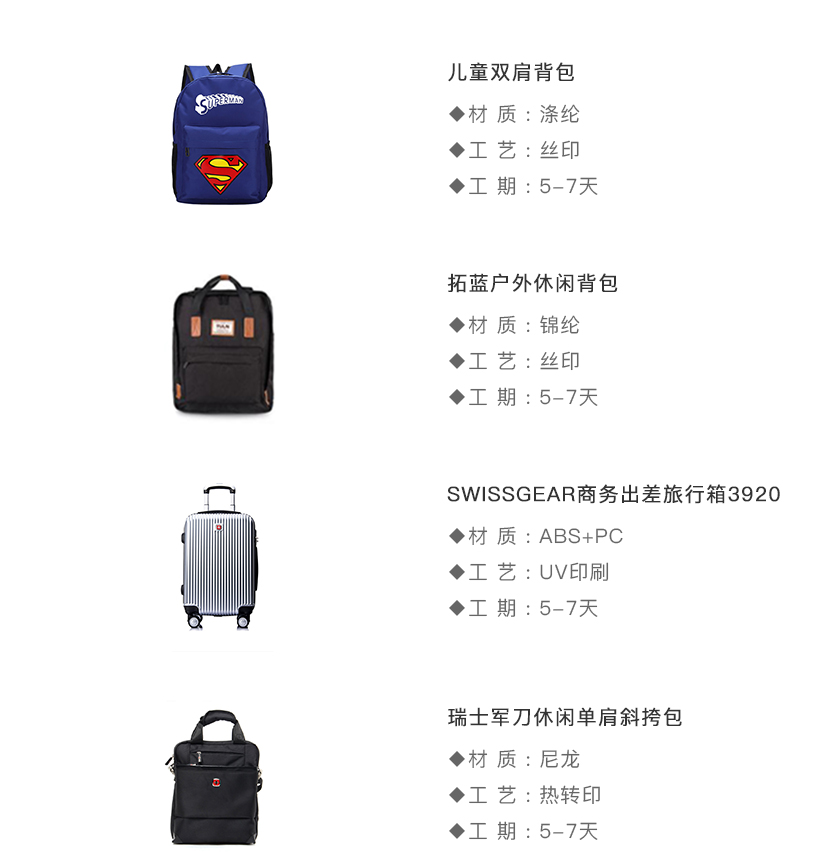 SUPERMAN
S
儿童双肩背包
◆材 质：涤纶
◆工 艺：丝印
◆工 期：5-7天
拓蓝户外休闲背包
◆材 质：锦纶
◆工 艺：丝印
◆工 期：5-7天
SWISSGEAR商务出差旅行箱3920
◆材 质：ABS+PC
◆工 艺：UV印刷
◆工 期：5-7天
瑞士军刀休闲单肩斜挎包
◆材 质：尼龙
◆工 艺：热转印
◆工 期：5-7天